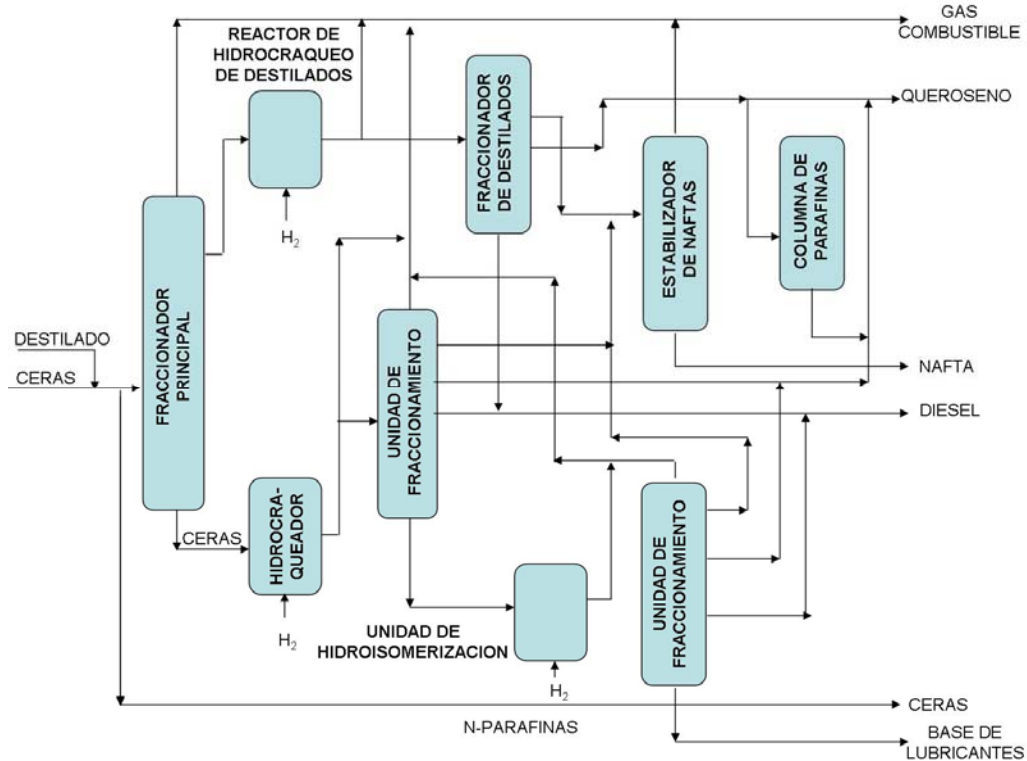 GAS
COMBUSTIBLE
REACTOR DE
HIDROCRAQUEO
DE DESTILADOS
FRACCIONADOR
DE DESTILADOS
QUEROSENO
ESTABILIZADOR
DE NAFTAS
COLUMNA DE
PARAFINAS
H2
FRACCIONADOR
PRINCIPAL
DESTILADO
CERAS
UNIDAD DE
FRACCIONAMIENTO
NAFTA
DIESEL
CERAS
HIDROCRA-
QUEADOR
H2
UNIDAD DE
HIDROISOMERIZACION
H2
UNIDAD DE
FRACCIONAMIENTO
CERAS
N-PARAFINAS
BASE DE
LUBRICANTES